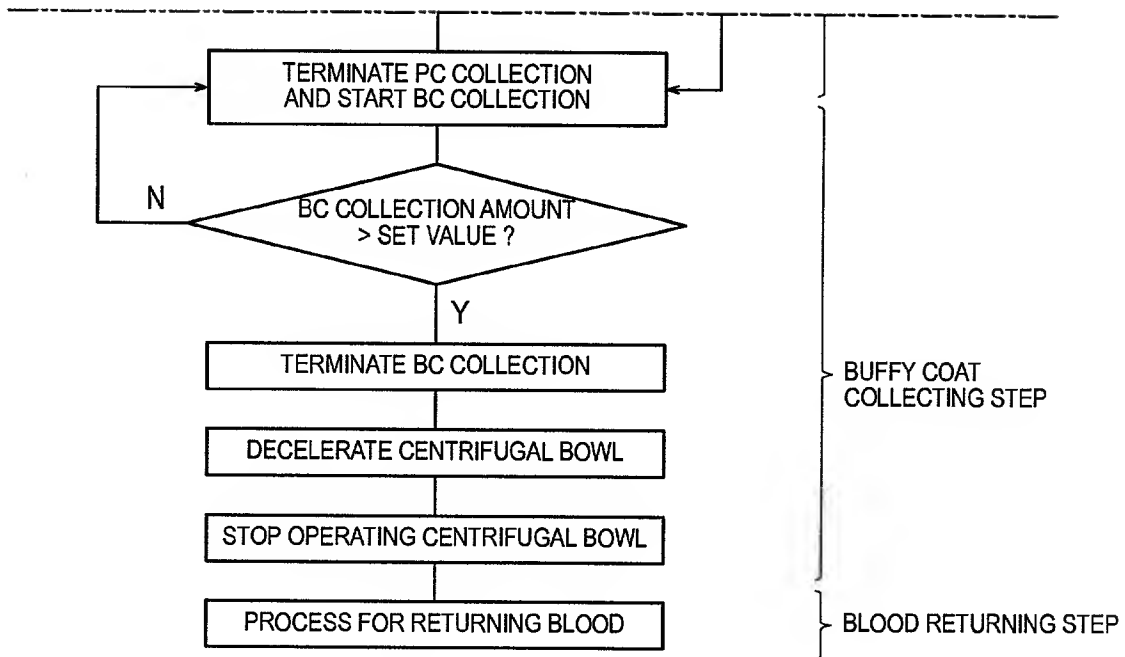 TERMINATE PC COLLECTION
AND START BC COLLECTION
N
BC COLLECTION AMOUNT
> SET VALUE ?
Y
TERMINATE BC COLLECTION
BUFFY COAT
COLLECTING STEP
DECELERATE CENTRIFUGAL BOWL
STOP OPERATING CENTRIFUGAL BOWL
PROCESS FOR RETURNING BLOOD
BLOOD RETURNING STEP